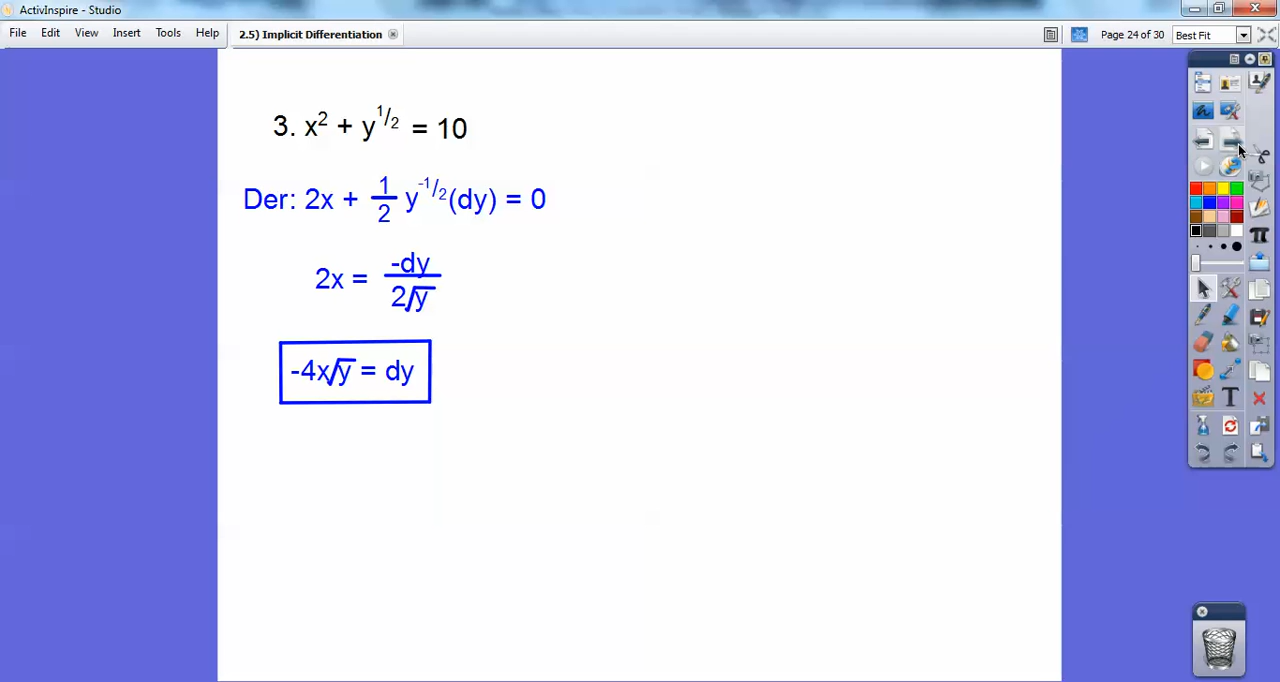 ActivInspire - Studio
File Edit View Insert Tools Help 2.5) Implicit Differentiation Page 24 of 30 Best Fit
3. x² + y^1/2 = 10
Der: 2x + 1/2 y^-1/2 (dy) = 0
2x = -dy / 2√y
-4x√y = dy